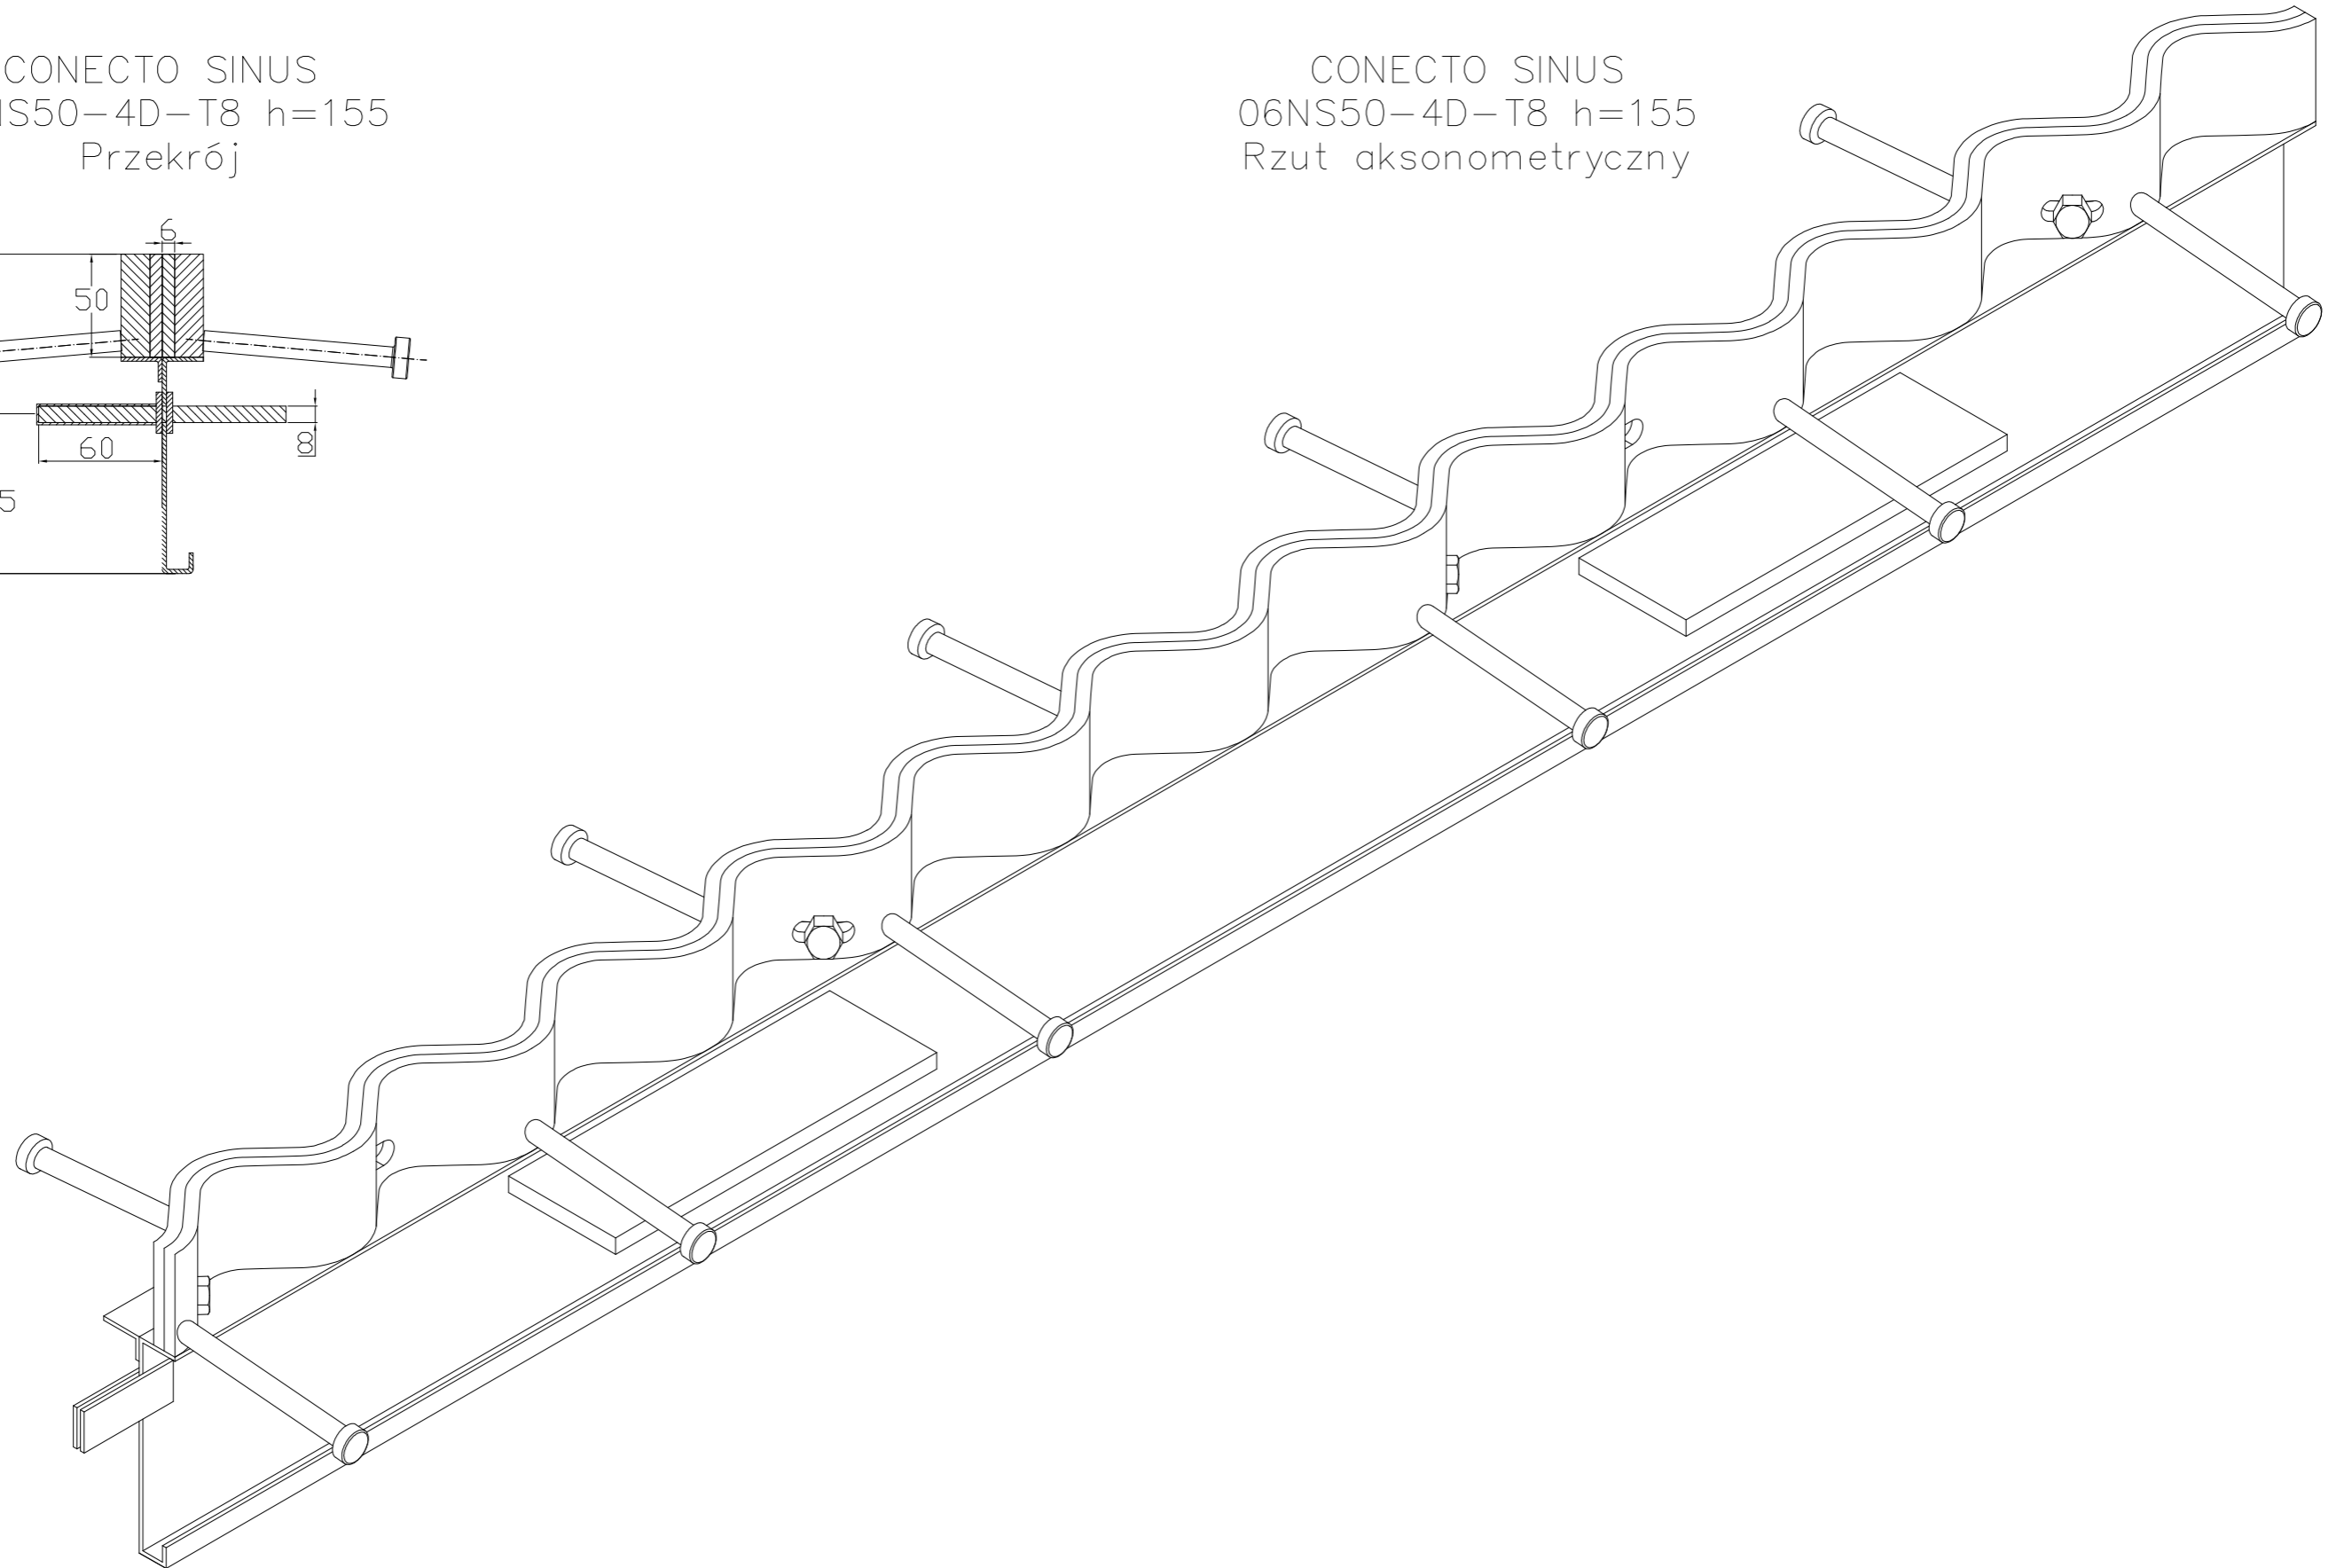 CONECTO SINUS
NS50-4D-T8 h=155
Przekrój
6
50
60
8
5
CONECTO SINUS
06NS50-4D-T8 h=155
Rzut aksonometryczny